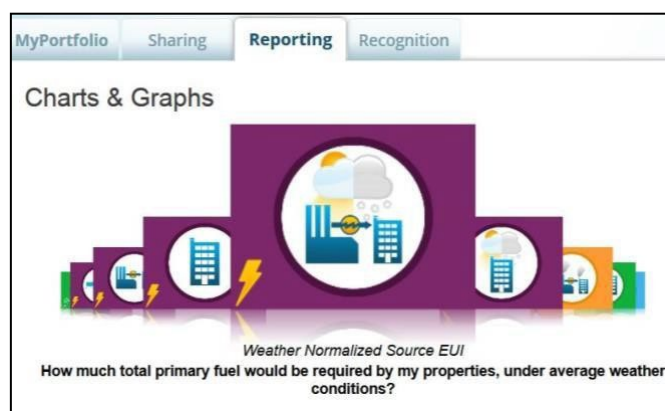 MyPortfolio Sharing Reporting Recognition
Charts & Graphs
Weather Normalized Source EUI
How much total primary fuel would be required by my properties, under average weather
conditions?